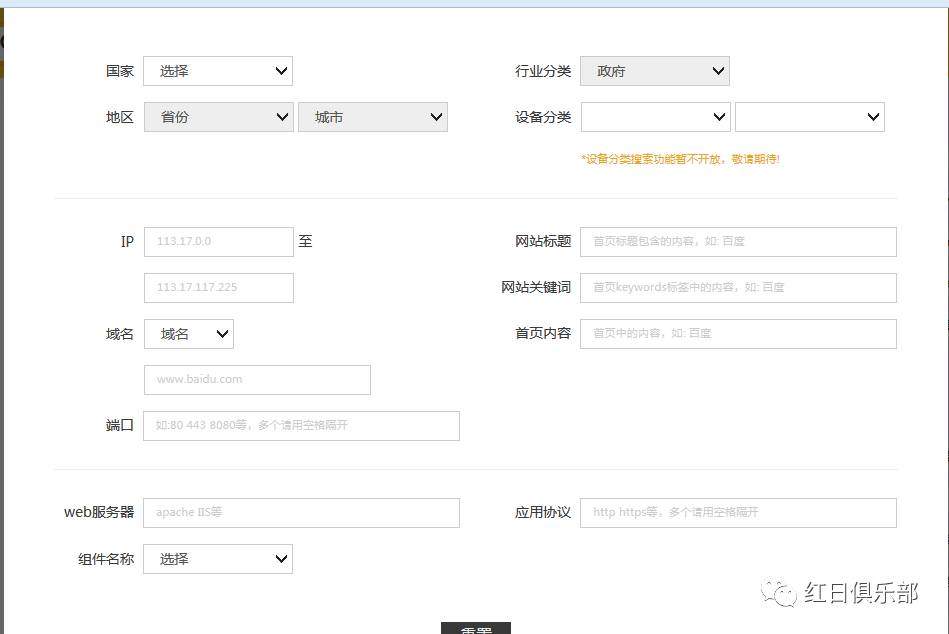 国家 选择 行业分类 政府
地区 省份 城市 设备分类
*设备分类搜索功能暂不开放，敬请期待!
IP 113.17.0.0 至 网站标题 首页标题包含的内容，如: 百度
113.17.117.225 网站关键词 首页keywords标签中的内容，如: 百度
域名 域名 首页内容 首页中的内容，如: 百度
www.baidu.com
端口 如:80 443 8080等，多个请用空格隔开
web服务器 apache IIS等 应用协议 http https等，多个请用空格隔开
组件名称 选择
红日俱乐部
重置